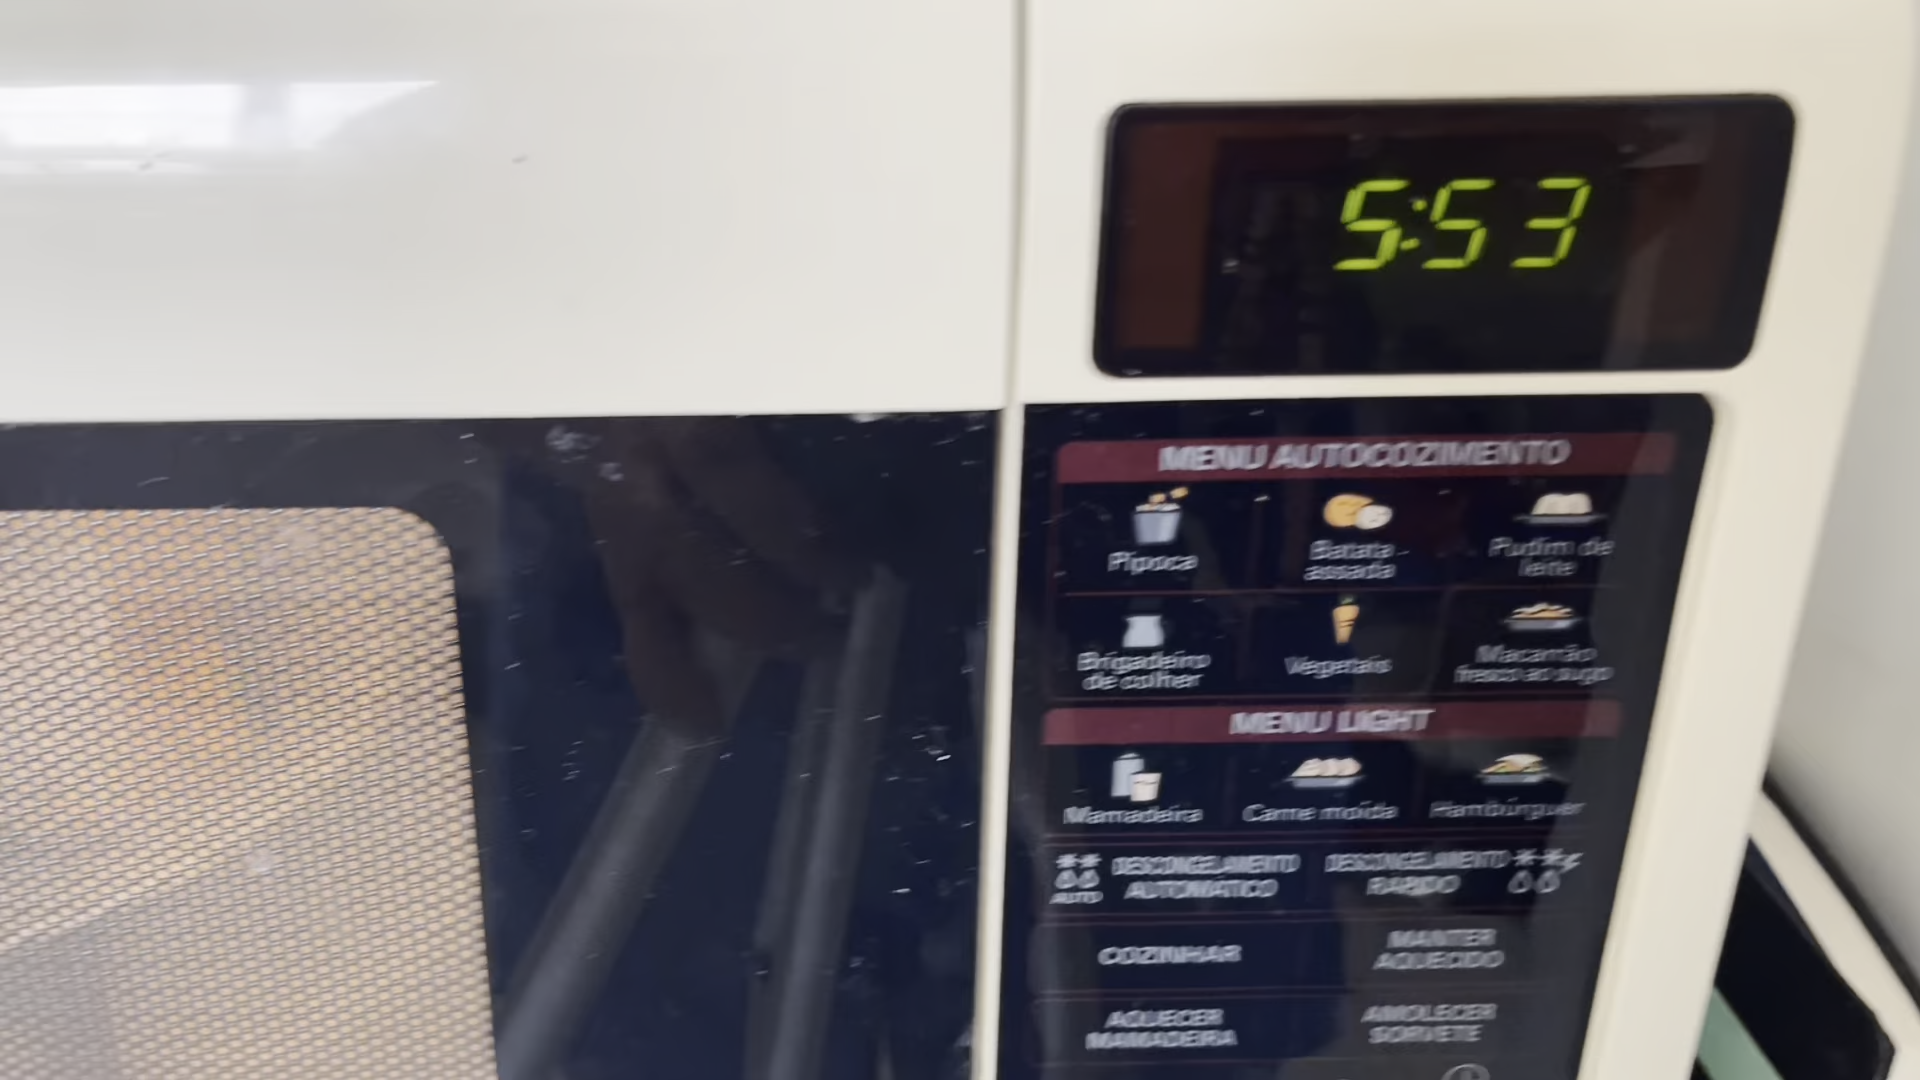 5:53
MENU AUTOCOZIMENTO
Pipoca
Batata
assada
Pudim de
leite
Brigadeiro
de colher
Vegetais
Macarrão
fresco ao sugo
MENU LIGHT
Mamadeira
Carne moída
Hambúrguer
AUTO
DESCONGELAMENTO
AUTOMÁTICO
DESCONGELAMENTO
RÁPIDO
COZINHAR
MANTER
AQUECIDO
AQUECER
MAMADEIRA
AMOLECER
SORVETE